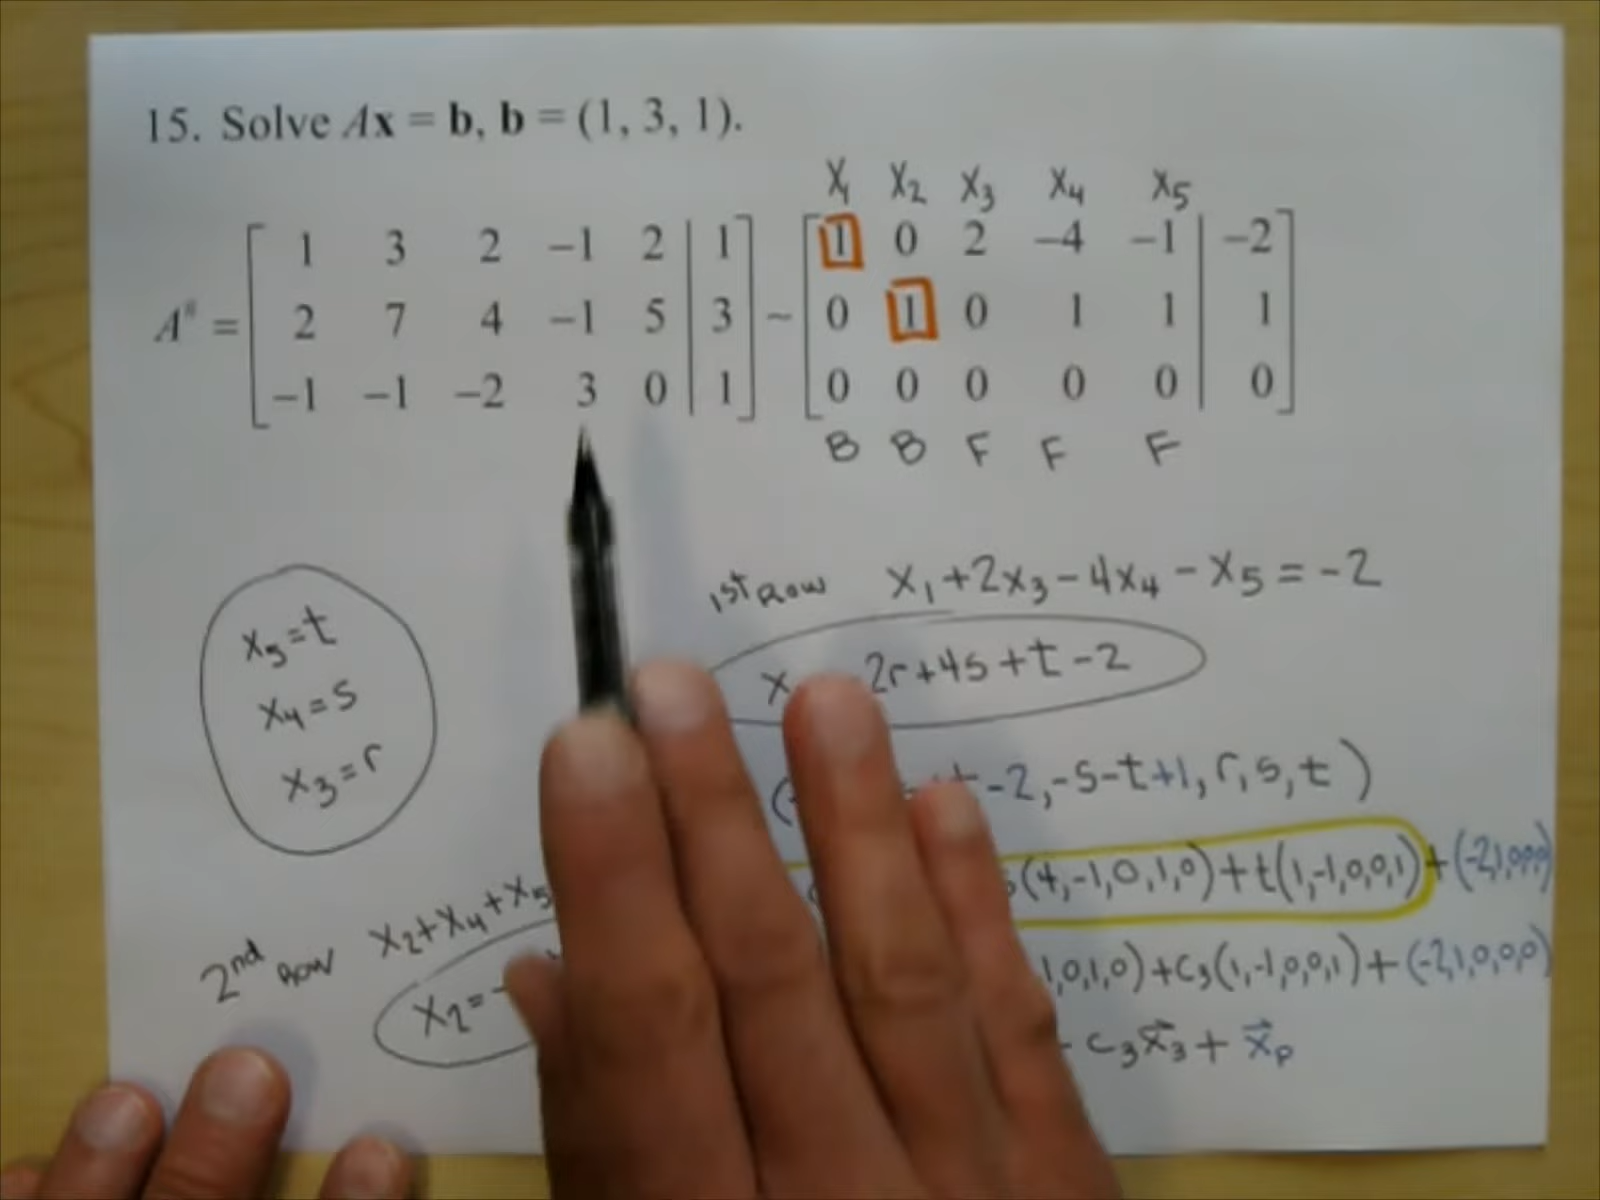 15. Solve Ax = b, b = (1, 3, 1).
X1 X2 X3 X4 X5
1 3 2 -1 2 | 1
1 0 2 -4 -1 | -2
A# = 2 7 4 -1 5 | 3 ~ 0 1 0 1 1 | 1
-1 -1 -2 3 0 | 1
0 0 0 0 0 | 0
B B F F F
1st Row x1+2x3-4x4-x5=-2
x5=t
x4=s
x3=r
x 2r+4s+t-2
( t-2,-s-t+1,r,s,t)
(4,-1,0,1,0)+t(1,-1,0,0,1)+(-2,1,0,0,0)
2nd Row x2+x4+x5
x2=-
1,0,1,0)+c3(1,-1,0,0,1)+(-2,1,0,0,0)
c3x⃗3+x⃗p